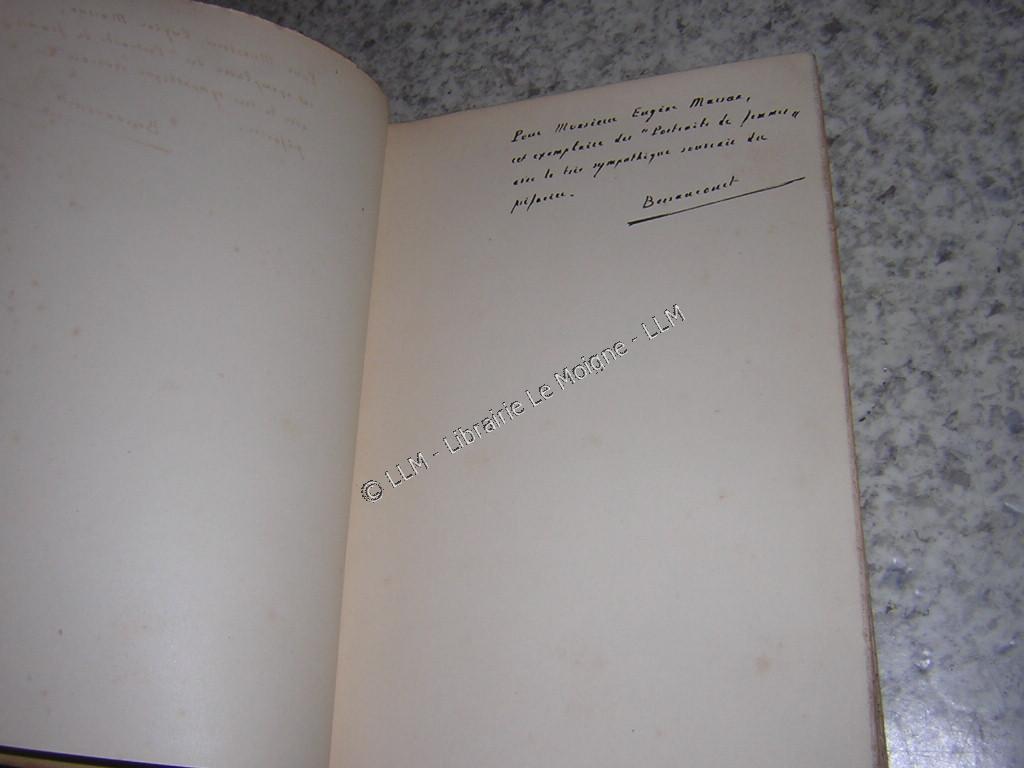 Pour Monsieur Eugène
cet exemplaire des "Portraits de femmes"
avec le très sympathique souvenir du
préfacier.
Bersaucourt
© LLM - Librairie Le Moigne - LLM